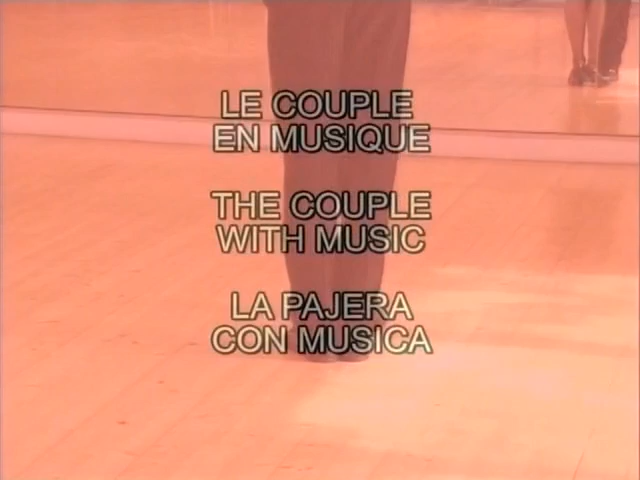 LE COUPLE
EN MUSIQUE
THE COUPLE
WITH MUSIC
LA PAJERA
CON MUSICA